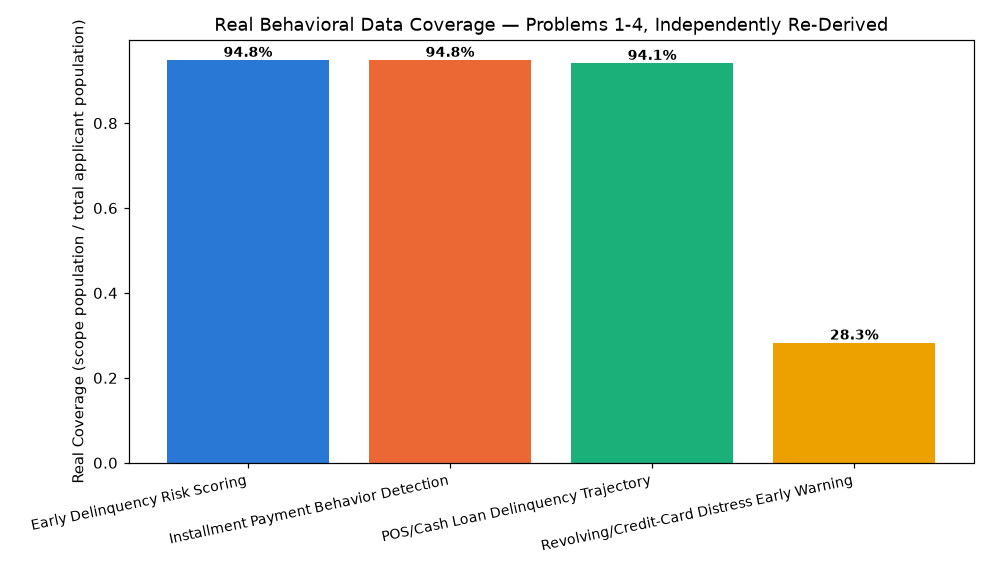 Real Behavioral Data Coverage — Problems 1-4, Independently Re-Derived
Real Coverage (scope population / total applicant population)
0.8
0.6
0.4
0.2
0.0
94.8%
94.8%
94.1%
28.3%
Early Delinquency Risk Scoring
Installment Payment Behavior Detection
POS/Cash Loan Delinquency Trajectory
Revolving/Credit-Card Distress Early Warning